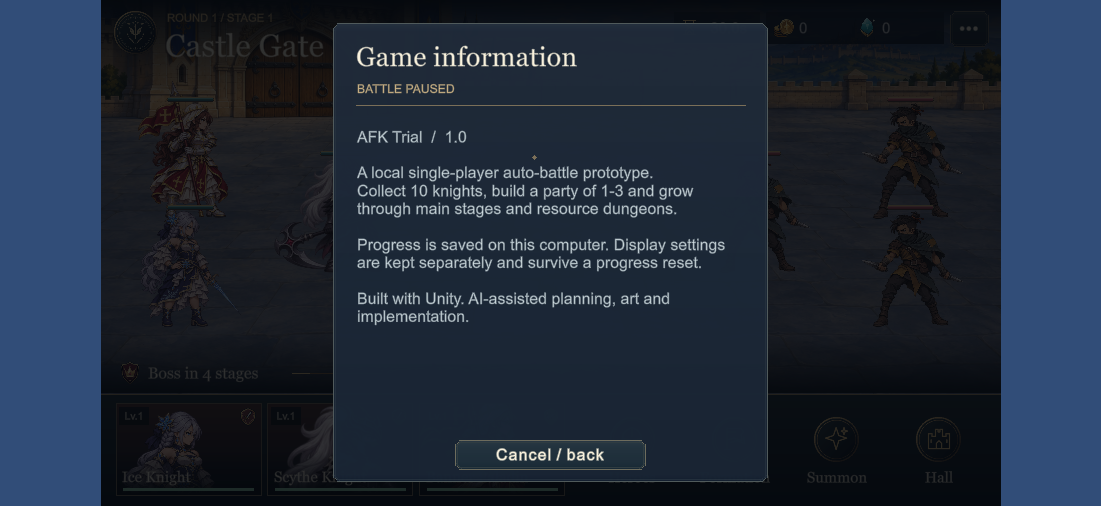 ROUND 1 / STAGE 1
Castle Gate
0
0
Game information
BATTLE PAUSED
AFK Trial / 1.0
A local single-player auto-battle prototype.
Collect 10 knights, build a party of 1-3 and grow
through main stages and resource dungeons.
Progress is saved on this computer. Display settings
are kept separately and survive a progress reset.
Built with Unity. AI-assisted planning, art and
implementation.
Boss in 4 stages
Lv.1
Lv.1
Cancel / back
Ice Knight
Scythe
Summon
Hall